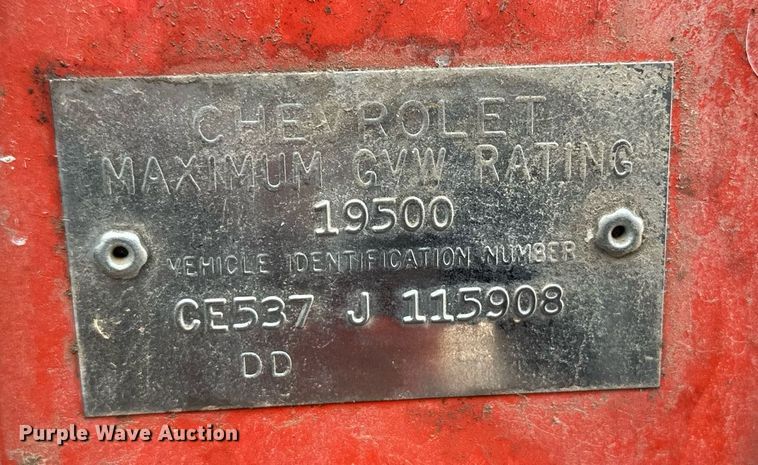 CHEVROLET
MAXIMUM GVW RATING
19500
VEHICLE IDENTIFICATION NUMBER
CE537 J 115908
DD
Purple Wave Auction